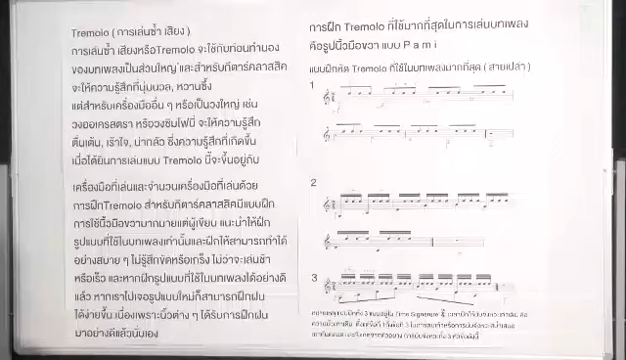 Tremolo ( การเล่นซ้ำ เสียง )
การเล่นซ้ำ เสียงหรือTremolo จะใช้กับท่อนทำนอง
ของบทเพลงเป็นส่วนใหญ่ และสำหรับกีตาร์คลาสสิค
จะให้ความรู้สึกที่นุ่มนวล, หวานซึ้ง
แต่สำหรับเครื่องมืออื่น ๆ หรือเป็นวงใหญ่ เช่น
วงออเครสตรา หรือวงซิมโฟนี่ จะให้ความรู้สึก
ตื่นเต้น, เร้าใจ, น่ากลัว ซึ่งความรู้สึกที่เกิดขึ้น
เมื่อได้ยินการเล่นแบบ Tremolo นี้จะขึ้นอยู่กับ
เครื่องมือที่เล่นและจำนวนเครื่องมือที่เล่นด้วย
การฝึกTremolo สำหรับกีตาร์คลาสสิคมีแบบฝึก
การใช้นิ้วมือขวามากมายแต่ผู้เขียน แนะนำให้ฝึก
รูปแบบที่ใช้ในบทเพลงเท่านั้นและฝึกให้สามารถทำได้
อย่างสบาย ๆ ไม่รู้สึกขัดหรือเกร็ง ไม่ว่าจะเล่นช้า
หรือเร็ว และหากฝึกรูปแบบที่ใช้ในบทเพลงได้อย่างดี
แล้ว หากเราไปเจอรูปแบบใหม่ก็สามารถฝึกฝน
ได้ง่ายขึ้น เนื่องเพราะนิ้วต่าง ๆ ได้รับการฝึกฝน
มาอย่างดีแล้วนั่นเอง
การฝึก Tremolo ที่ใช้มากที่สุดในการเล่นบทเพลง
คือรูปนิ้วมือขวา แบบ P a m i
แบบฝึกหัด Tremolo ที่ใช้ในบทเพลงมากที่สุด ( สายเปล่า )
1
2
3